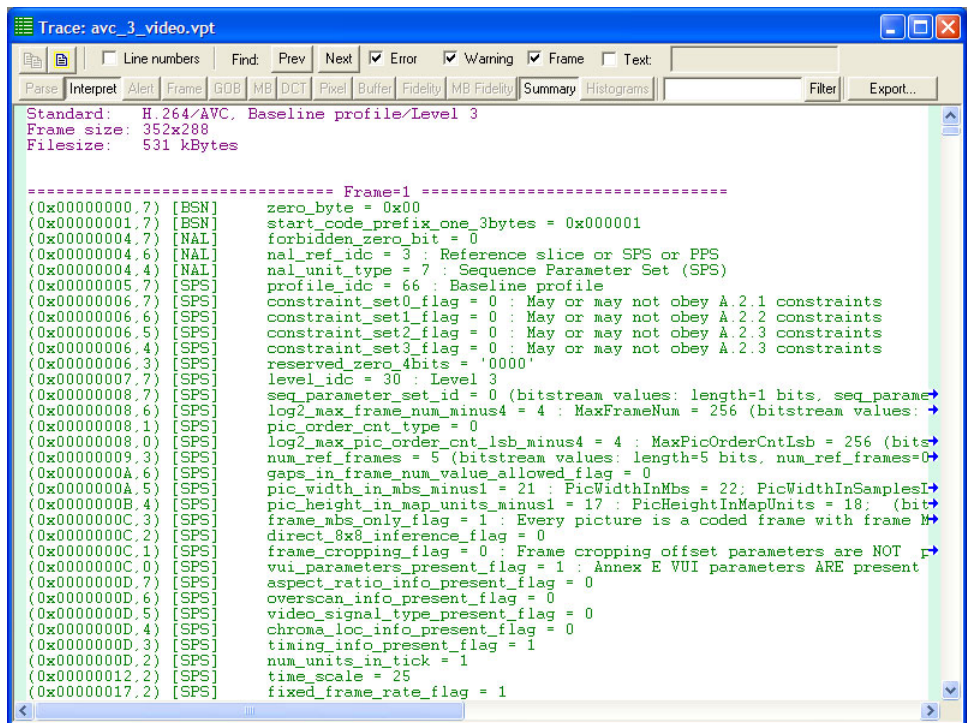 Trace: avc_3_video.vpt
Line numbers Find: Prev Next Error Warning Frame Text:
Parse Interpret Alert Frame GOB MB DCT Pixel Buffer Fidelity MB Fidelity Summary Histograms Filter Export...
Standard: H.264/AVC, Baseline profile/Level 3
Frame size: 352x288
Filesize: 531 kBytes
================================ Frame=1 ================================
(0x00000000,7) [BSN] zero_byte = 0x00
(0x00000001,7) [BSN] start_code_prefix_one_3bytes = 0x000001
(0x00000004,7) [NAL] forbidden_zero_bit = 0
(0x00000004,6) [NAL] nal_ref_idc = 3 : Reference slice or SPS or PPS
(0x00000004,4) [NAL] nal_unit_type = 7 : Sequence Parameter Set (SPS)
(0x00000005,7) [SPS] profile_idc = 66 : Baseline profile
(0x00000006,7) [SPS] constraint_set0_flag = 0 : May or may not obey A.2.1 constraints
(0x00000006,6) [SPS] constraint_set1_flag = 0 : May or may not obey A.2.2 constraints
(0x00000006,5) [SPS] constraint_set2_flag = 0 : May or may not obey A.2.3 constraints
(0x00000006,4) [SPS] constraint_set3_flag = 0 : May or may not obey A.2.3 constraints
(0x00000006,3) [SPS] reserved_zero_4bits = '0000'
(0x00000007,7) [SPS] level_idc = 30 : Level 3
(0x00000008,7) [SPS] seq_parameter_set_id = 0 (bitstream values: length=1 bits, seq_parame
(0x00000008,6) [SPS] log2_max_frame_num_minus4 = 4 : MaxFrameNum = 256 (bitstream values:
(0x00000008,1) [SPS] pic_order_cnt_type = 0
(0x00000008,0) [SPS] log2_max_pic_order_cnt_lsb_minus4 = 4 : MaxPicOrderCntLsb = 256 (bits
(0x00000009,3) [SPS] num_ref_frames = 5 (bitstream values: length=5 bits, num_ref_frames=0
(0x0000000A,6) [SPS] gaps_in_frame_num_value_allowed_flag = 0
(0x0000000A,5) [SPS] pic_width_in_mbs_minus1 = 21 : PicWidthInMbs = 22; PicWidthInSamplesL
(0x0000000B,4) [SPS] pic_height_in_map_units_minus1 = 17 : PicHeightInMapUnits = 18; (bit
(0x0000000C,3) [SPS] frame_mbs_only_flag = 1 : Every picture is a coded frame with frame M
(0x0000000C,2) [SPS] direct_8x8_inference_flag = 0
(0x0000000C,1) [SPS] frame_cropping_flag = 0 : Frame cropping offset parameters are NOT p
(0x0000000C,0) [SPS] vui_parameters_present_flag = 1 : Annex E VUI parameters ARE present
(0x0000000D,7) [SPS] aspect_ratio_info_present_flag = 0
(0x0000000D,6) [SPS] overscan_info_present_flag = 0
(0x0000000D,5) [SPS] video_signal_type_present_flag = 0
(0x0000000D,4) [SPS] chroma_loc_info_present_flag = 0
(0x0000000D,3) [SPS] timing_info_present_flag = 1
(0x0000000D,2) [SPS] num_units_in_tick = 1
(0x00000012,2) [SPS] time_scale = 25
(0x00000017,2) [SPS] fixed_frame_rate_flag = 1